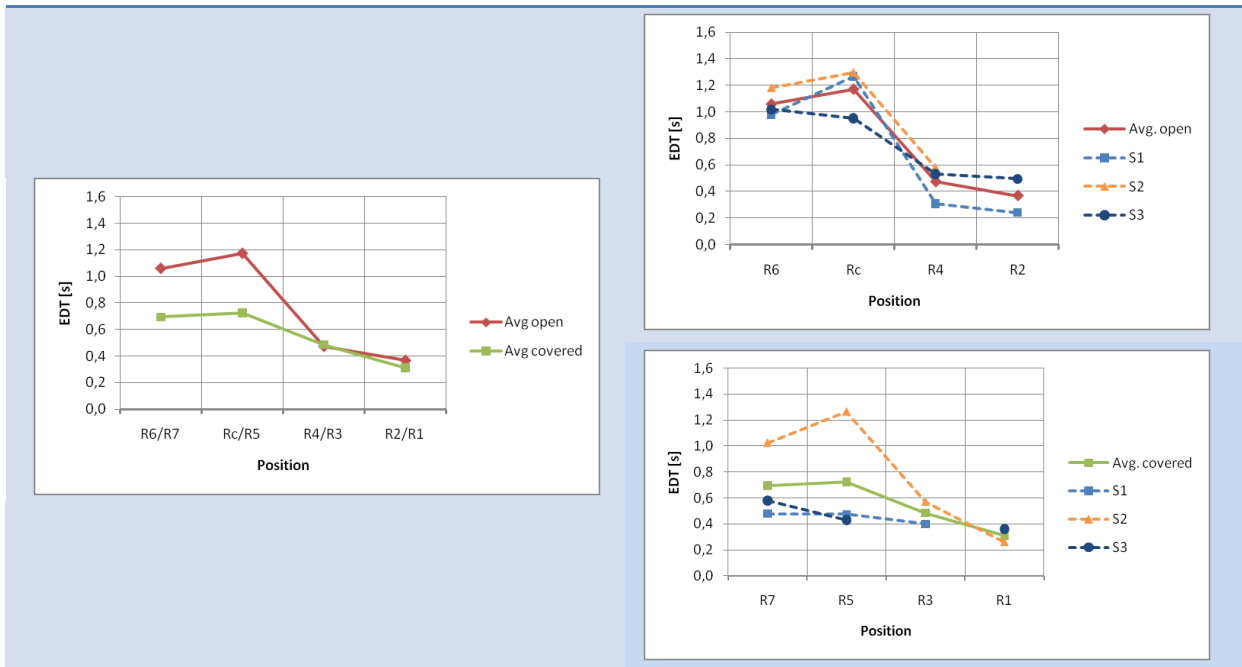 1,6
1,4
1,2
1,0
0,8
0,6
0,4
0,2
0,0
EDT [s]
R6/R7 Rc/R5 R4/R3 R2/R1
Position
Avg open
Avg covered
1,6
1,4
1,2
1,0
0,8
0,6
0,4
0,2
0,0
EDT [s]
R6 Rc R4 R2
Position
Avg. open
S1
S2
S3
1,6
1,4
1,2
1,0
0,8
0,6
0,4
0,2
0,0
EDT [s]
R7 R5 R3 R1
Position
Avg. covered
S1
S2
S3